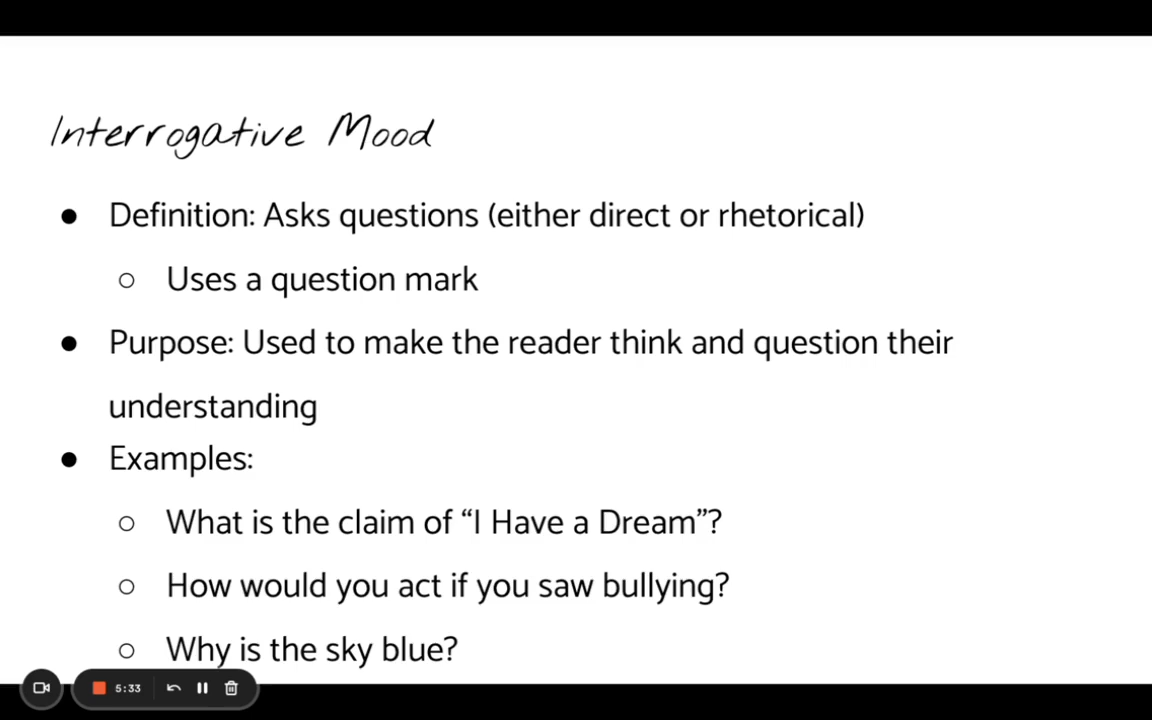 Interrogative Mood
● Definition: Asks questions (either direct or rhetorical)
○ Uses a question mark
● Purpose: Used to make the reader think and question their
understanding
● Examples:
○ What is the claim of “I Have a Dream”?
○ How would you act if you saw bullying?
○ Why is the sky blue?
5:33